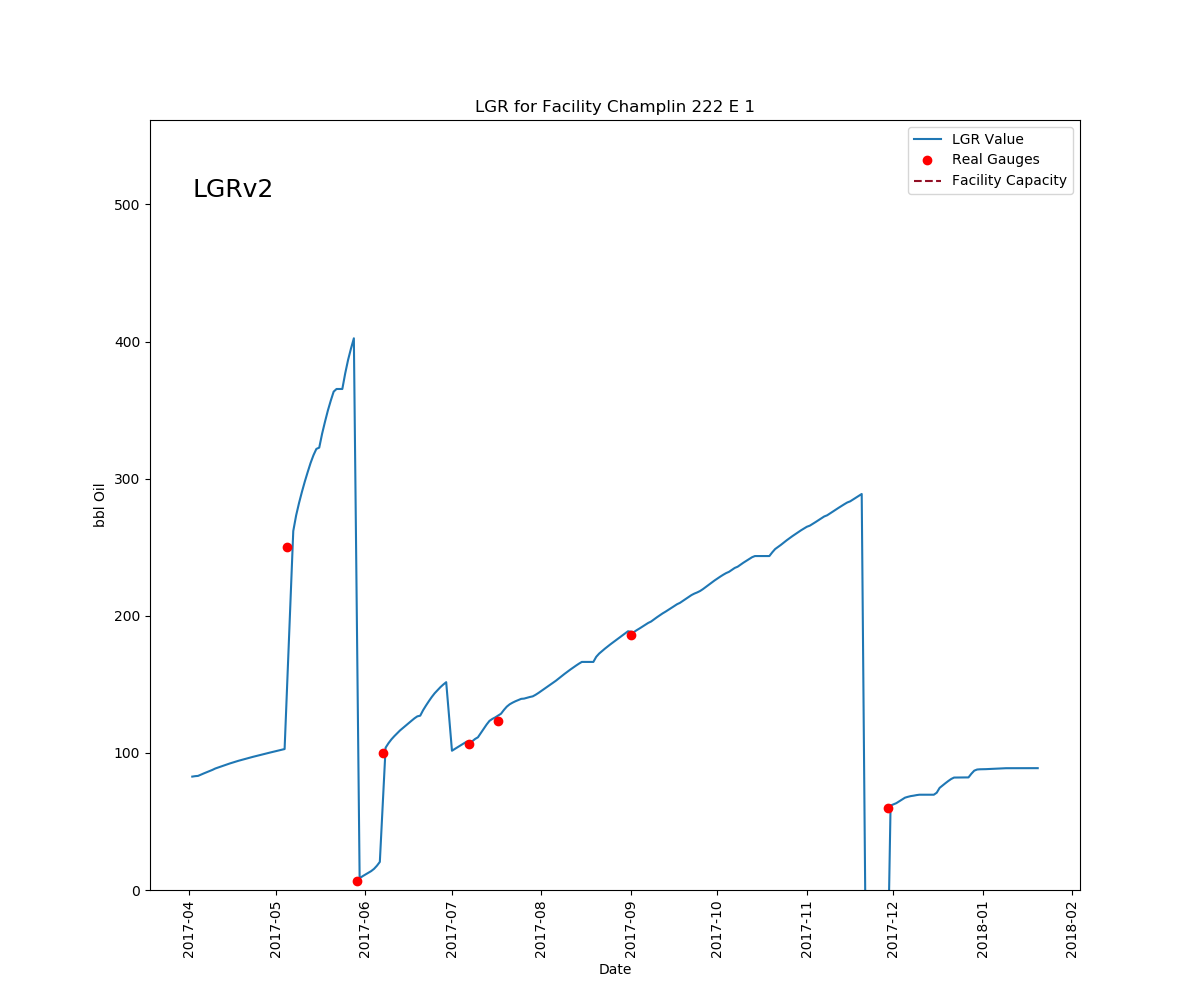 LGR for Facility Champlin 222 E 1
LGR Value
Real Gauges
Facility Capacity
LGRv2
500
400
300
200
100
0
bbl Oil
2017-04
2017-05
2017-06
2017-07
2017-08
2017-09
2017-10
2017-11
2017-12
2018-01
2018-02
Date